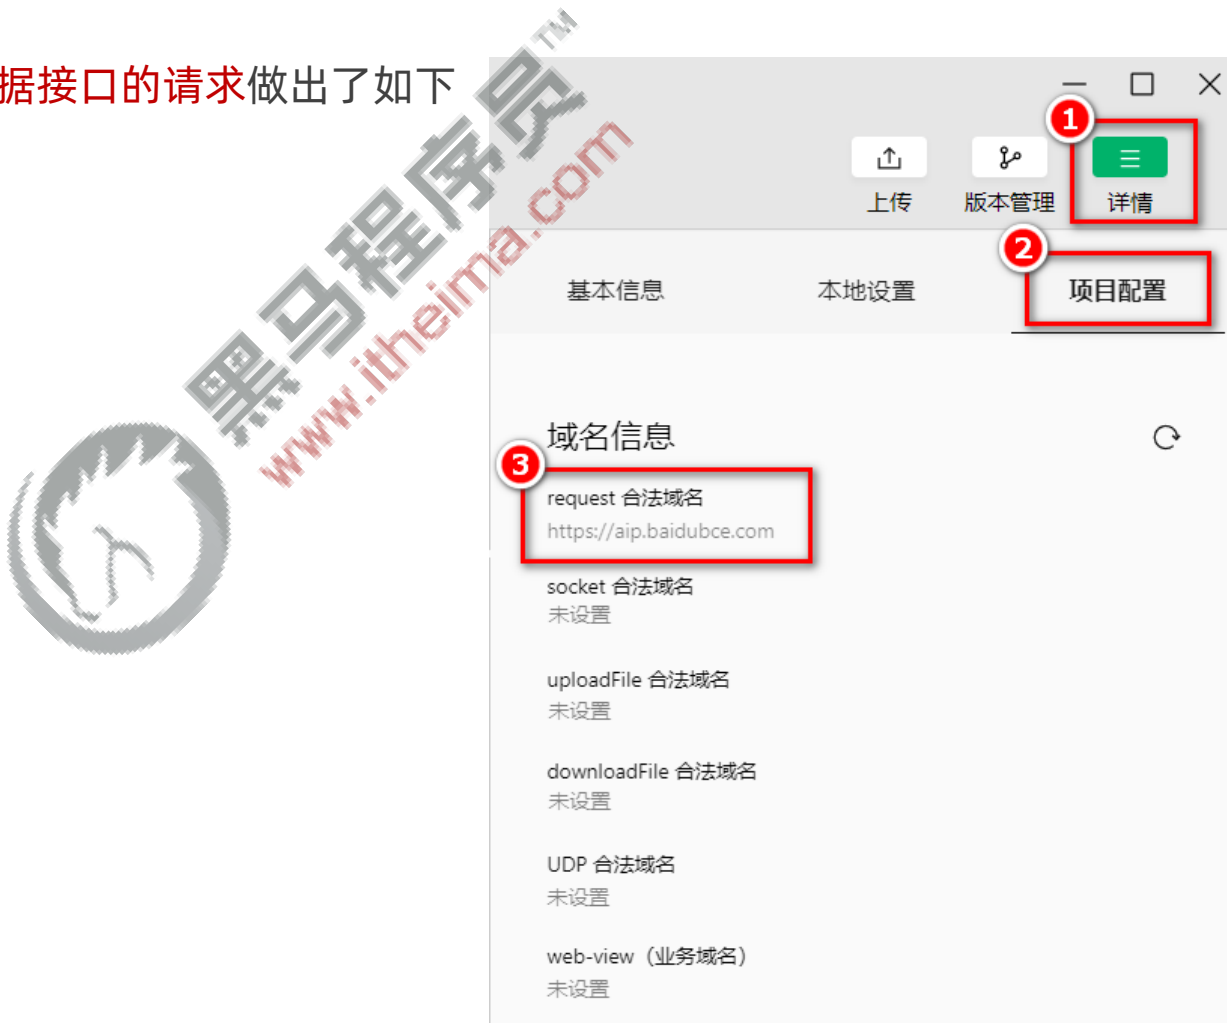 据接口的请求做出了如下
黑马程序员TM
www.itheima.com
1
上传
版本管理
详情
2
基本信息
本地设置
项目配置
域名信息
3
request 合法域名
https://aip.baidubce.com
socket 合法域名
未设置
uploadFile 合法域名
未设置
downloadFile 合法域名
未设置
UDP 合法域名
未设置
web-view（业务域名）
未设置